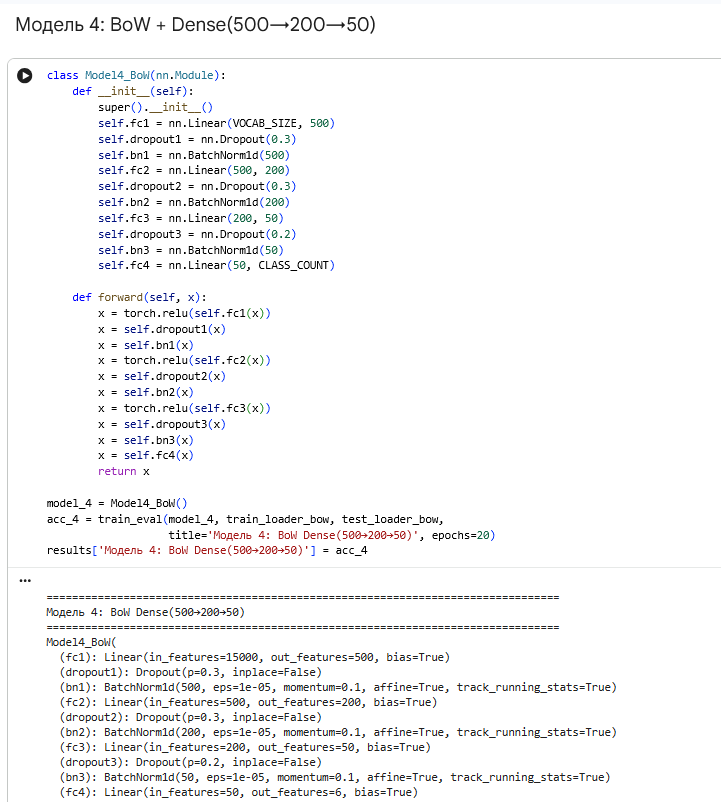 Модель 4: BoW + Dense(500→200→50)
class Model4_BoW(nn.Module):
    def __init__(self):
        super().__init__()
        self.fc1 = nn.Linear(VOCAB_SIZE, 500)
        self.dropout1 = nn.Dropout(0.3)
        self.bn1 = nn.BatchNorm1d(500)
        self.fc2 = nn.Linear(500, 200)
        self.dropout2 = nn.Dropout(0.3)
        self.bn2 = nn.BatchNorm1d(200)
        self.fc3 = nn.Linear(200, 50)
        self.dropout3 = nn.Dropout(0.2)
        self.bn3 = nn.BatchNorm1d(50)
        self.fc4 = nn.Linear(50, CLASS_COUNT)
    def forward(self, x):
        x = torch.relu(self.fc1(x))
        x = self.dropout1(x)
        x = self.bn1(x)
        x = torch.relu(self.fc2(x))
        x = self.dropout2(x)
        x = self.bn2(x)
        x = torch.relu(self.fc3(x))
        x = self.dropout3(x)
        x = self.bn3(x)
        x = self.fc4(x)
        return x
model_4 = Model4_BoW()
acc_4 = train_eval(model_4, train_loader_bow, test_loader_bow,
                   title='Модель 4: BoW Dense(500→200→50)', epochs=20)
results['Модель 4: BoW Dense(500→200→50)'] = acc_4
...
================================================================================
Модель 4: BoW Dense(500→200→50)
================================================================================
Model4_BoW(
  (fc1): Linear(in_features=15000, out_features=500, bias=True)
  (dropout1): Dropout(p=0.3, inplace=False)
  (bn1): BatchNorm1d(500, eps=1e-05, momentum=0.1, affine=True, track_running_stats=True)
  (fc2): Linear(in_features=500, out_features=200, bias=True)
  (dropout2): Dropout(p=0.3, inplace=False)
  (bn2): BatchNorm1d(200, eps=1e-05, momentum=0.1, affine=True, track_running_stats=True)
  (fc3): Linear(in_features=200, out_features=50, bias=True)
  (dropout3): Dropout(p=0.2, inplace=False)
  (bn3): BatchNorm1d(50, eps=1e-05, momentum=0.1, affine=True, track_running_stats=True)
  (fc4): Linear(in_features=50, out_features=6, bias=True)